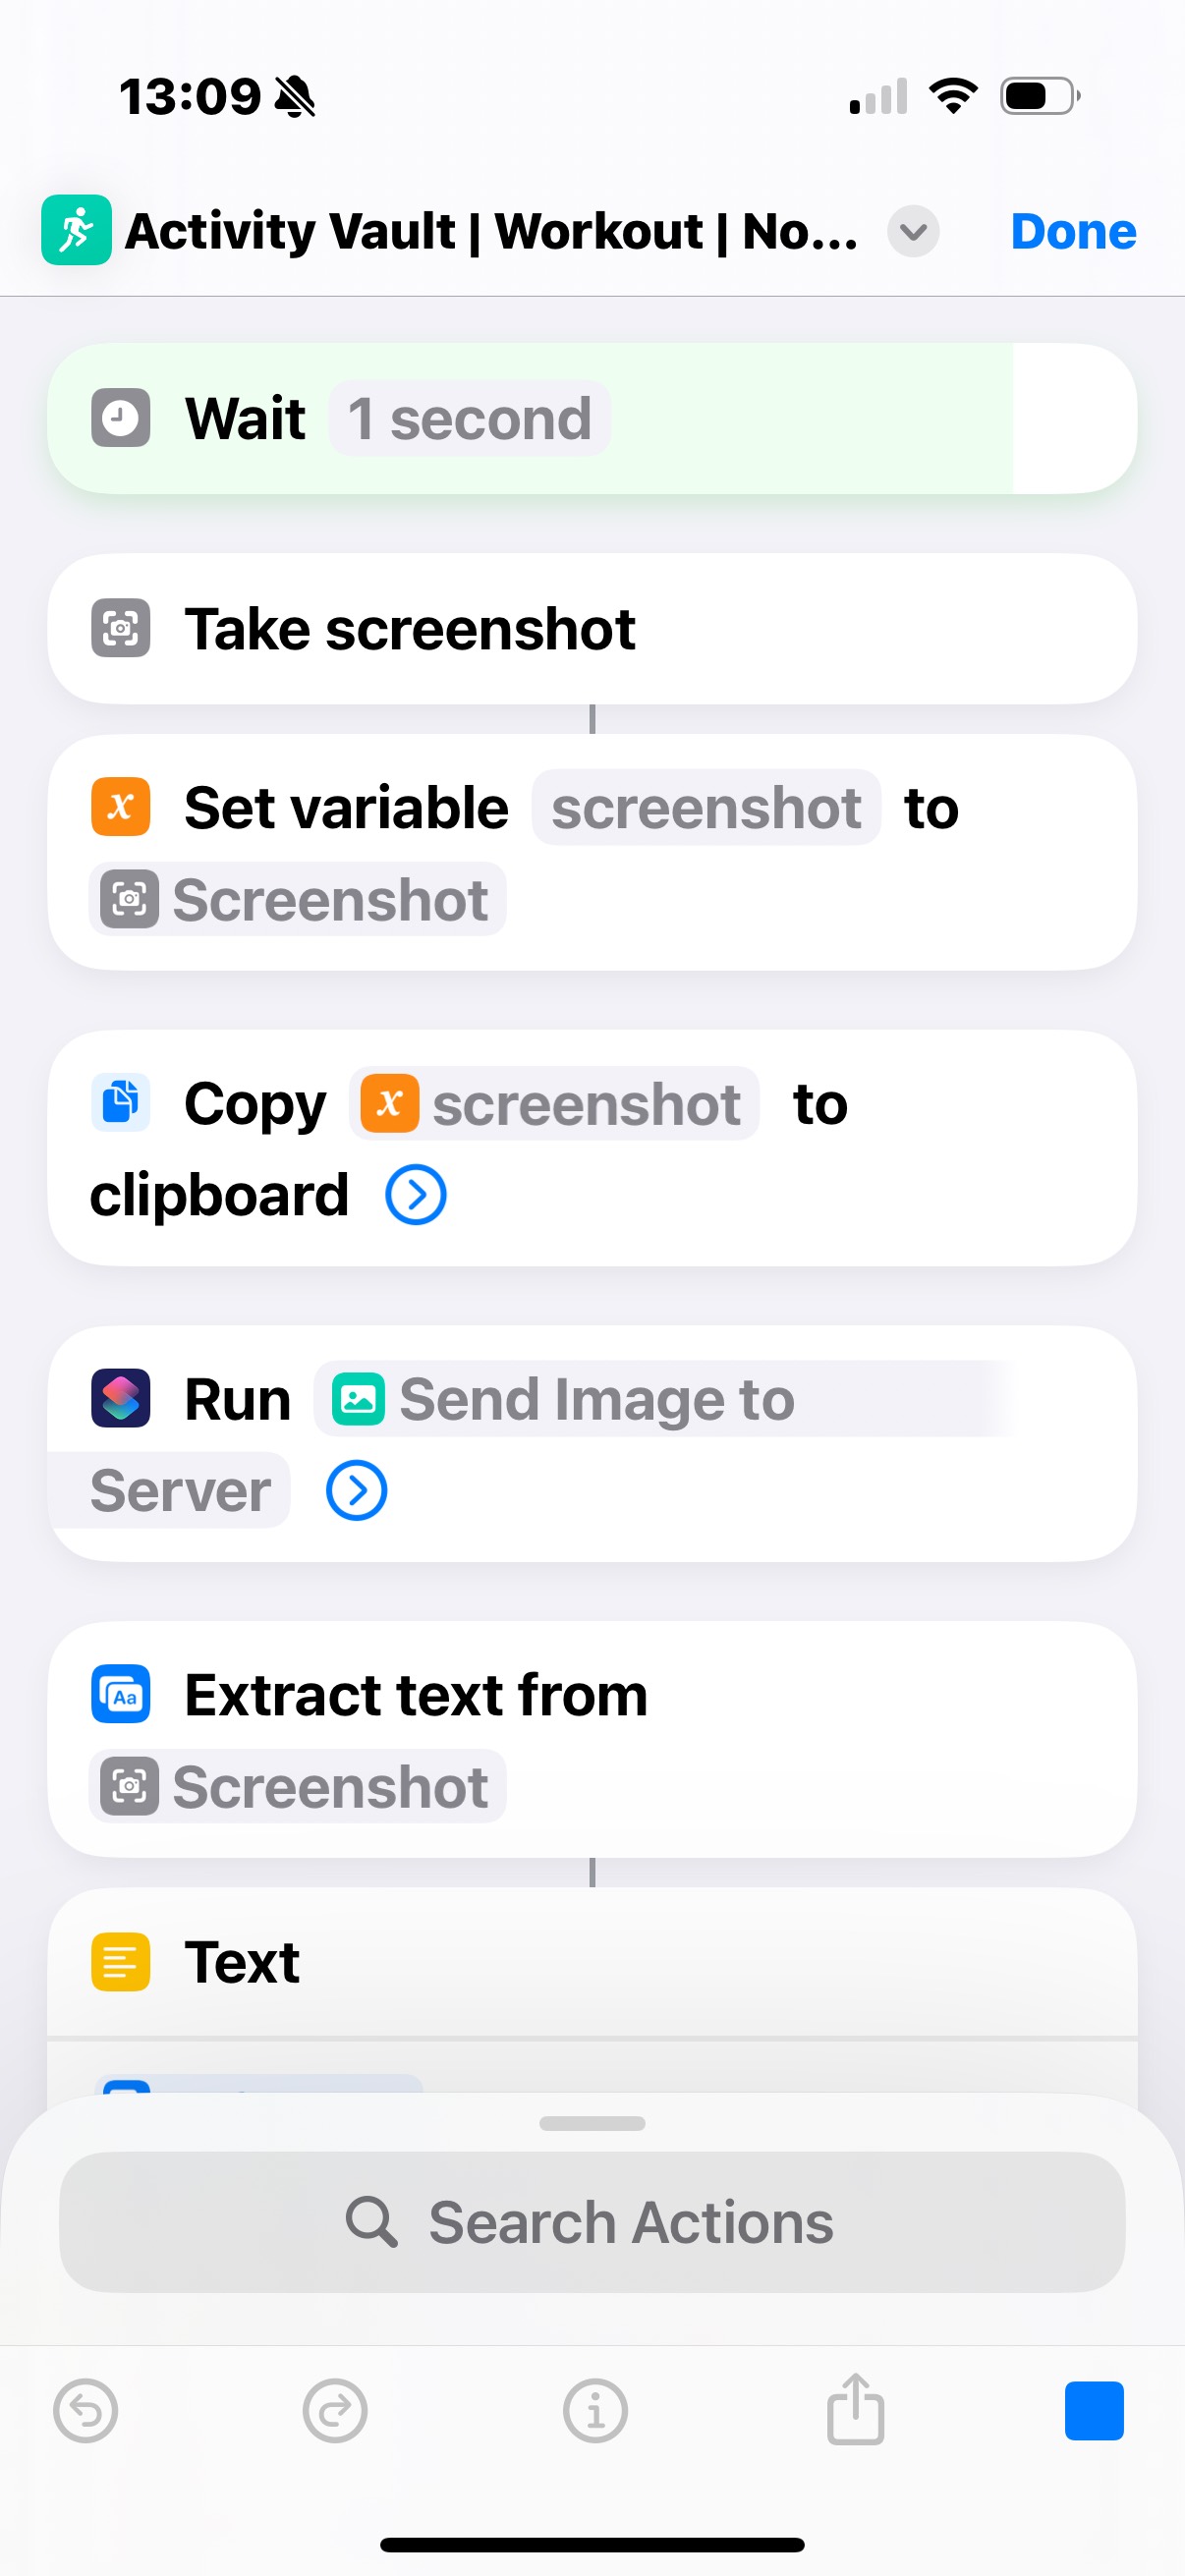 13:09
Activity Vault | Workout | No...
Done
Wait 1 second
Take screenshot
Set variable screenshot to
Screenshot
Copy screenshot to
clipboard
Run Send Image to
Server
Extract text from
Screenshot
Text
Search Actions